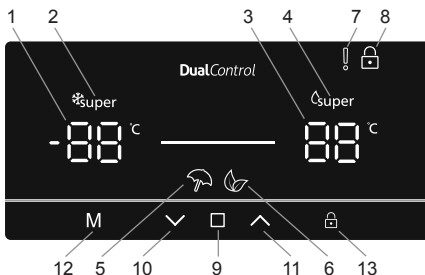 1 2 3 4 7 8
DualControl
super super
-88 °C 88 °C
M
12 5 10 9 11 6 13